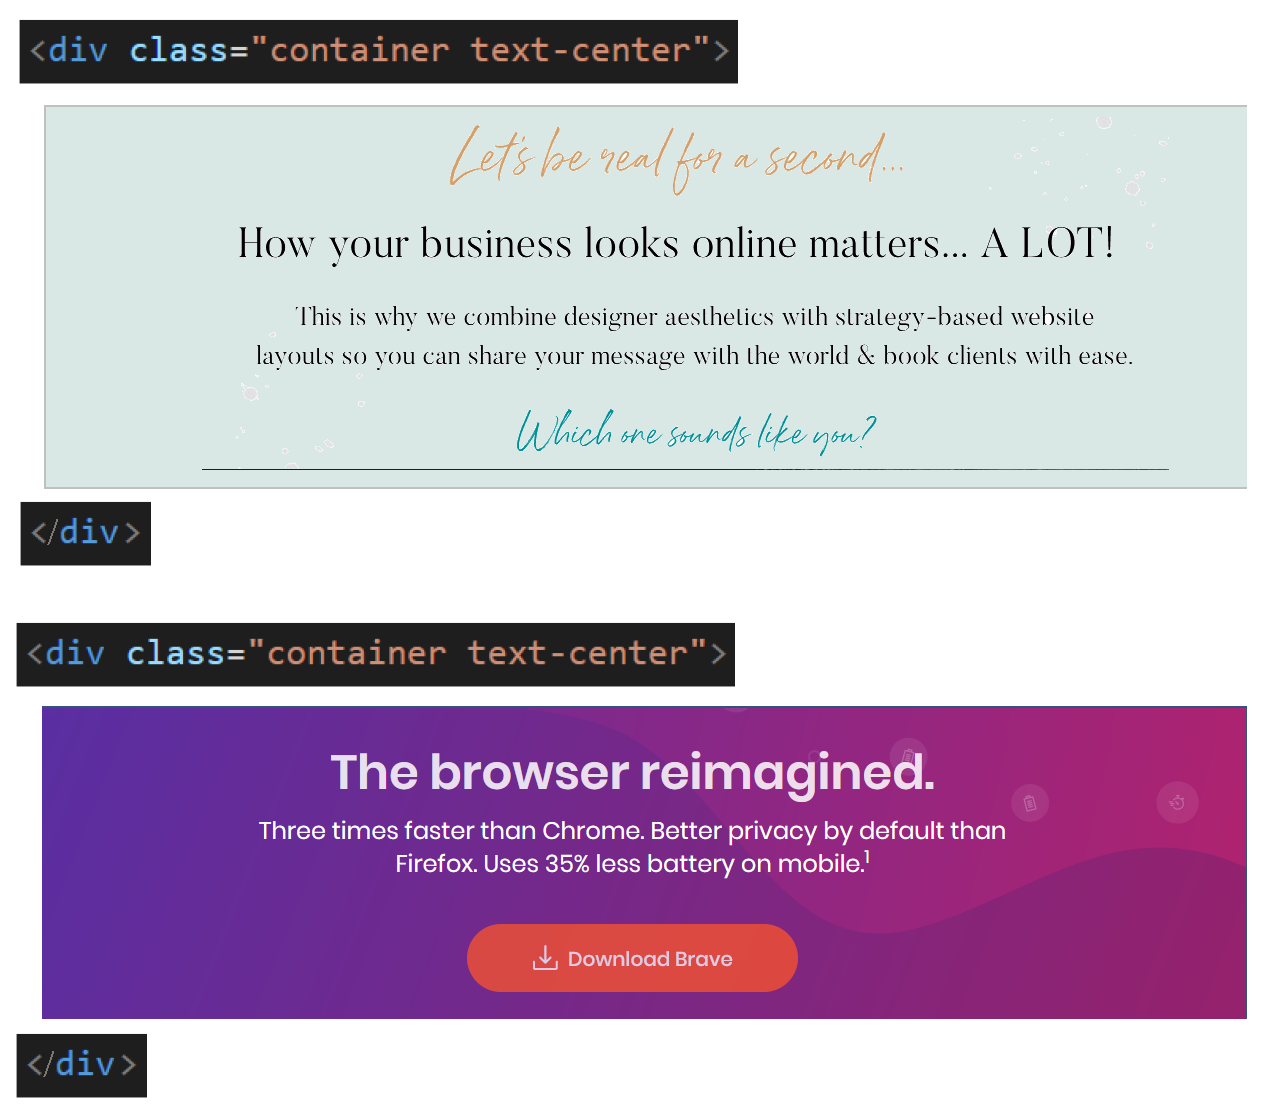 <div class="container text-center">
Let's be real for a second...
How your business looks online matters... A LOT!
This is why we combine designer aesthetics with strategy-based website
layouts so you can share your message with the world & book clients with ease.
Which one sounds like you?
</div>
<div class="container text-center">
The browser reimagined.
Three times faster than Chrome. Better privacy by default than
Firefox. Uses 35% less battery on mobile.¹
Download Brave
</div>